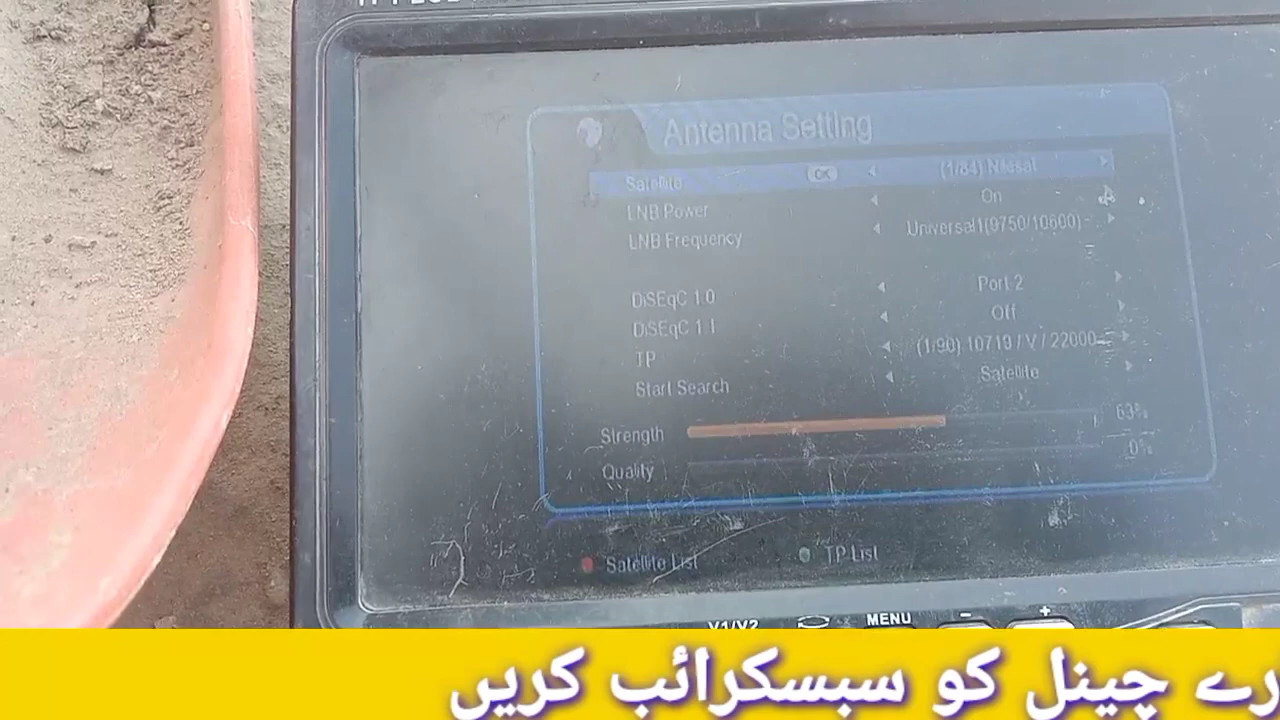 Antenna Setting
Satellite OK (1/84) Nilesat
LNB Power On
LNB Frequency Universal1(9750/10600)
DiSEqC 1.0 Port 2
DiSEqC 1.1 Off
TP (1/90) 10719 / V / 22000
Start Search Satellite
Strength 63%
Quality 0%
Satellite List TP List
V1/V2 MENU - +
رے چینل کو سبسکرائب کریں